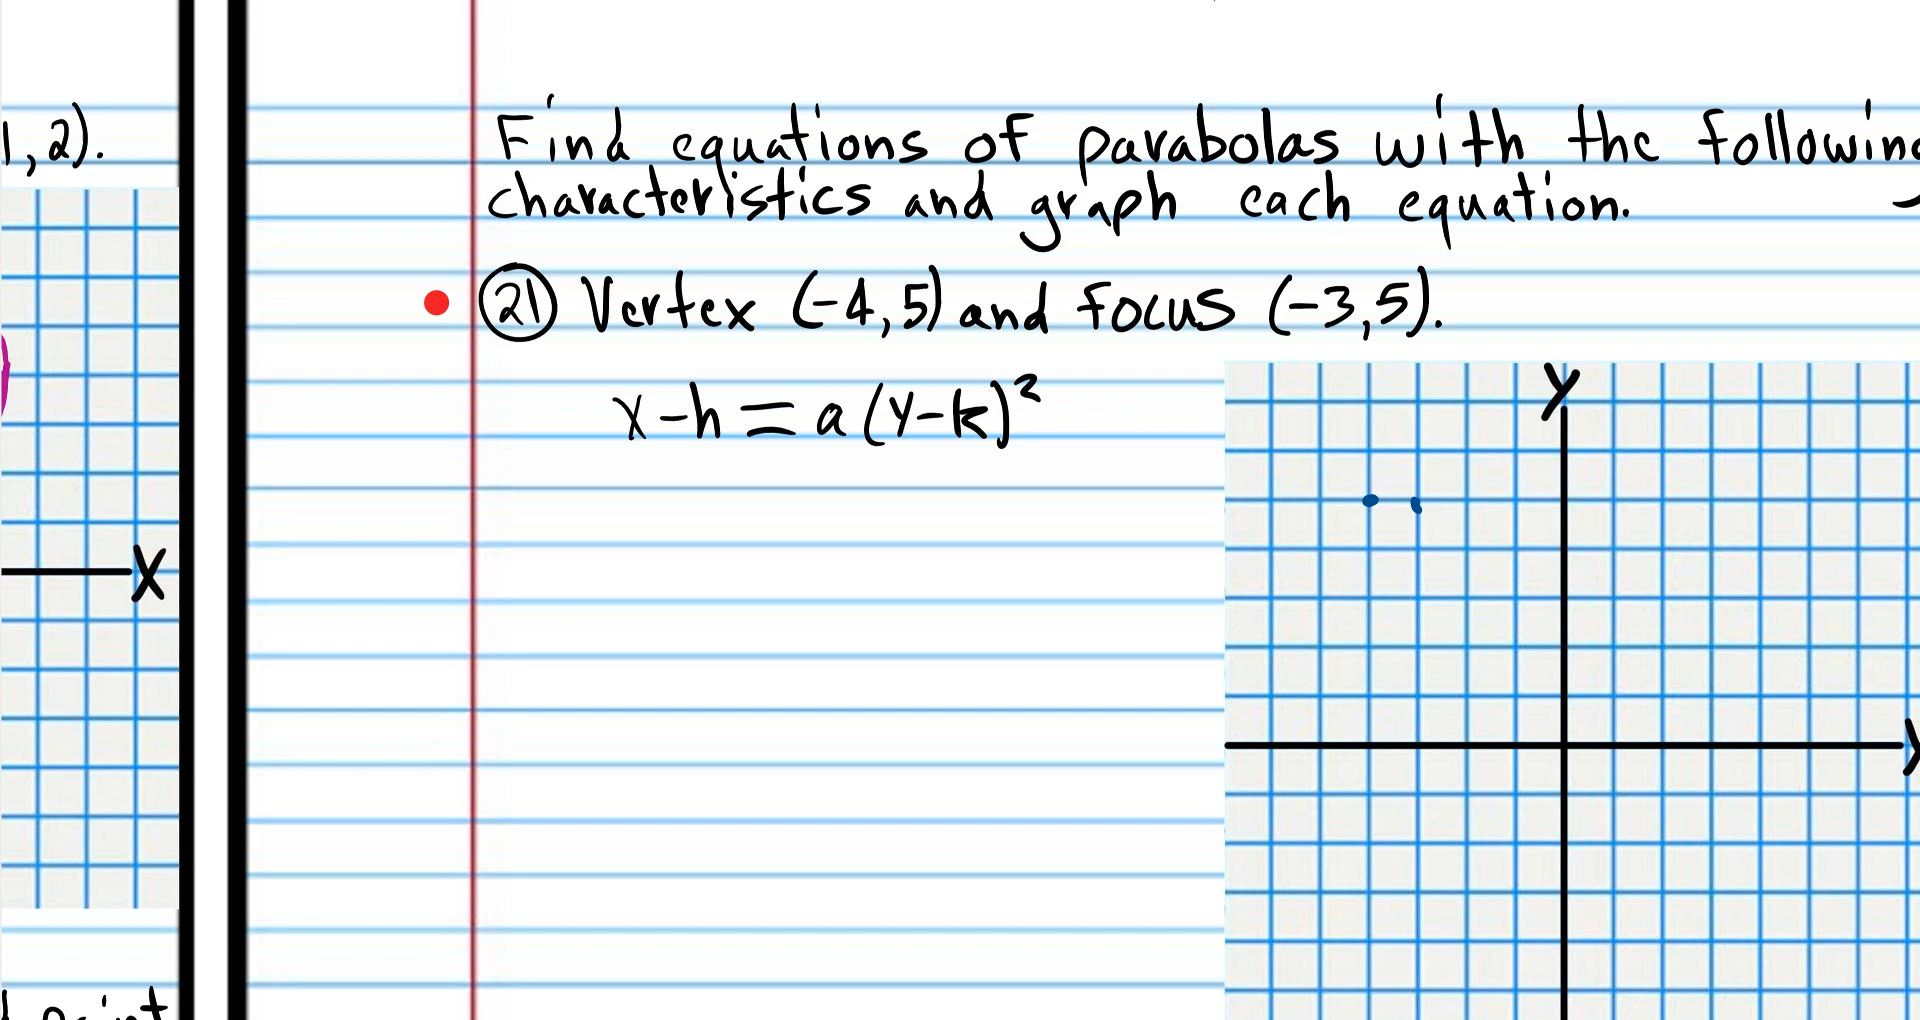 1, 2).
Find equations of parabolas with the following
characteristics and graph each equation.
21 Vertex (-4,5) and focus (-3,5).
x-h=a(y-k)²
y
x
X
point